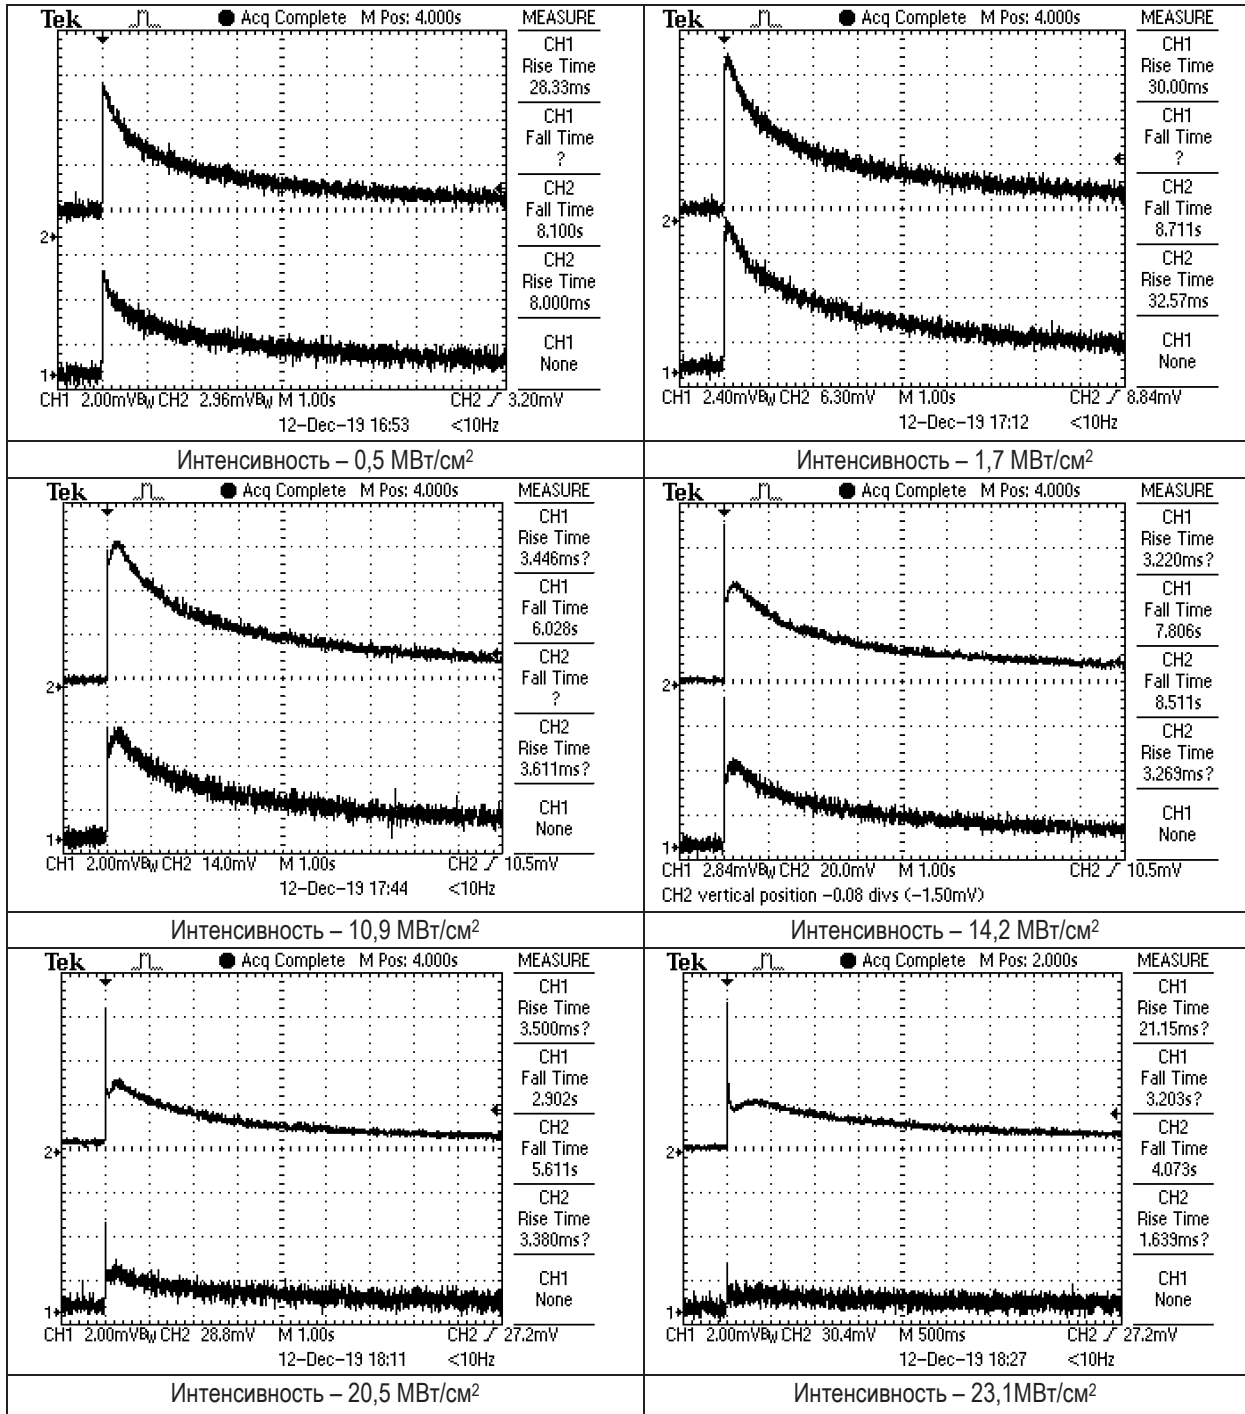 Tek Acq Complete M Pos: 4.000s MEASURE
CH1
Rise Time
28.33ms
CH1
Fall Time
?
CH2
Fall Time
8.100s
CH2
Rise Time
8.000ms
CH1
None
2
1
CH1 2.00mVBw CH2 2.96mVBw M 1.00s CH2 3.20mV
12-Dec-19 16:53 <10Hz
Интенсивность – 0,5 МВт/см²
Tek Acq Complete M Pos: 4.000s MEASURE
CH1
Rise Time
30.00ms
CH1
Fall Time
?
CH2
Fall Time
8.711s
CH2
Rise Time
32.57ms
CH1
None
2
1
CH1 2.40mVBw CH2 6.30mV M 1.00s CH2 8.84mV
12-Dec-19 17:12 <10Hz
Интенсивность – 1,7 МВт/см²
Tek Acq Complete M Pos: 4.000s MEASURE
CH1
Rise Time
3.446ms?
CH1
Fall Time
6.028s
CH2
Fall Time
?
CH2
Rise Time
3.611ms?
CH1
None
2
1
CH1 2.00mVBw CH2 14.0mV M 1.00s CH2 10.5mV
12-Dec-19 17:44 <10Hz
Интенсивность – 10,9 МВт/см²
Tek Acq Complete M Pos: 4.000s MEASURE
CH1
Rise Time
3.220ms?
CH1
Fall Time
7.806s
CH2
Fall Time
8.511s
CH2
Rise Time
3.269ms?
CH1
None
2
1
CH1 2.84mVBw CH2 20.0mV M 1.00s CH2 10.5mV
CH2 vertical position -0.08 divs (-1.50mV)
Интенсивность – 14,2 МВт/см²
Tek Acq Complete M Pos: 4.000s MEASURE
CH1
Rise Time
3.500ms?
CH1
Fall Time
2.902s
CH2
Fall Time
5.611s
CH2
Rise Time
3.380ms?
CH1
None
2
1
CH1 2.00mVBw CH2 28.8mV M 1.00s CH2 27.2mV
12-Dec-19 18:11 <10Hz
Интенсивность – 20,5 МВт/см²
Tek Acq Complete M Pos: 2.000s MEASURE
CH1
Rise Time
21.15ms?
CH1
Fall Time
3.203s?
CH2
Fall Time
4.073s
CH2
Rise Time
1.639ms?
CH1
None
2
1
CH1 2.00mVBw CH2 30.4mV M 500ms CH2 27.2mV
12-Dec-19 18:27 <10Hz
Интенсивность – 23,1МВт/см²